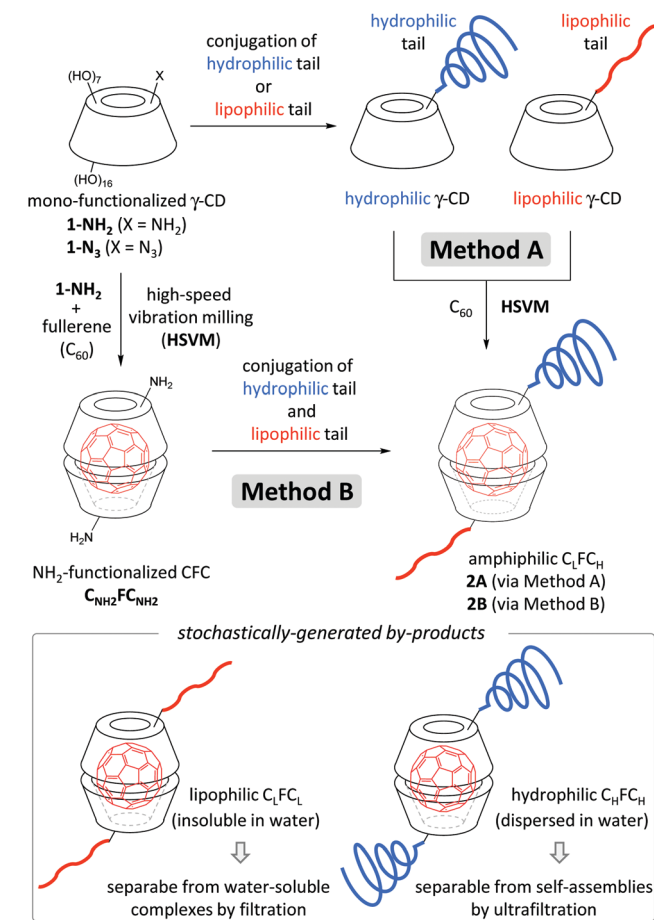 conjugation of
hydrophilic tail
or
lipophilic tail
hydrophilic
tail
lipophilic
tail
(HO)7
X
(HO)16
mono-functionalized γ-CD
1-NH2 (X = NH2)
1-N3 (X = N3)
hydrophilic γ-CD
lipophilic γ-CD
Method A
1-NH2
+
fullerene
(C60)
high-speed
vibration milling
(HSVM)
C60
HSVM
NH2
conjugation of
hydrophilic tail
and
lipophilic tail
Method B
H2N
NH2-functionalized CFC
CNH2FCNH2
amphiphilic CLFCH
2A (via Method A)
2B (via Method B)
stochastically-generated by-products
lipophilic CLFCL
(insoluble in water)
separabe from water-soluble
complexes by filtration
hydrophilic CHFCH
(dispersed in water)
separable from self-assemblies
by ultrafiltration